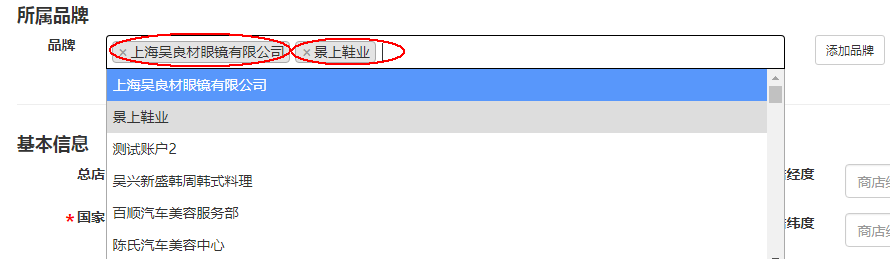 所属品牌
品牌 ×上海吴良材眼镜有限公司 ×景上鞋业 添加品牌
上海吴良材眼镜有限公司
景上鞋业
基本信息
测试账户2
总店 吴兴新盛韩周韩式料理 经度 商店经
*国家 百顺汽车美容服务部 纬度 商店纬
陈氏汽车美容中心